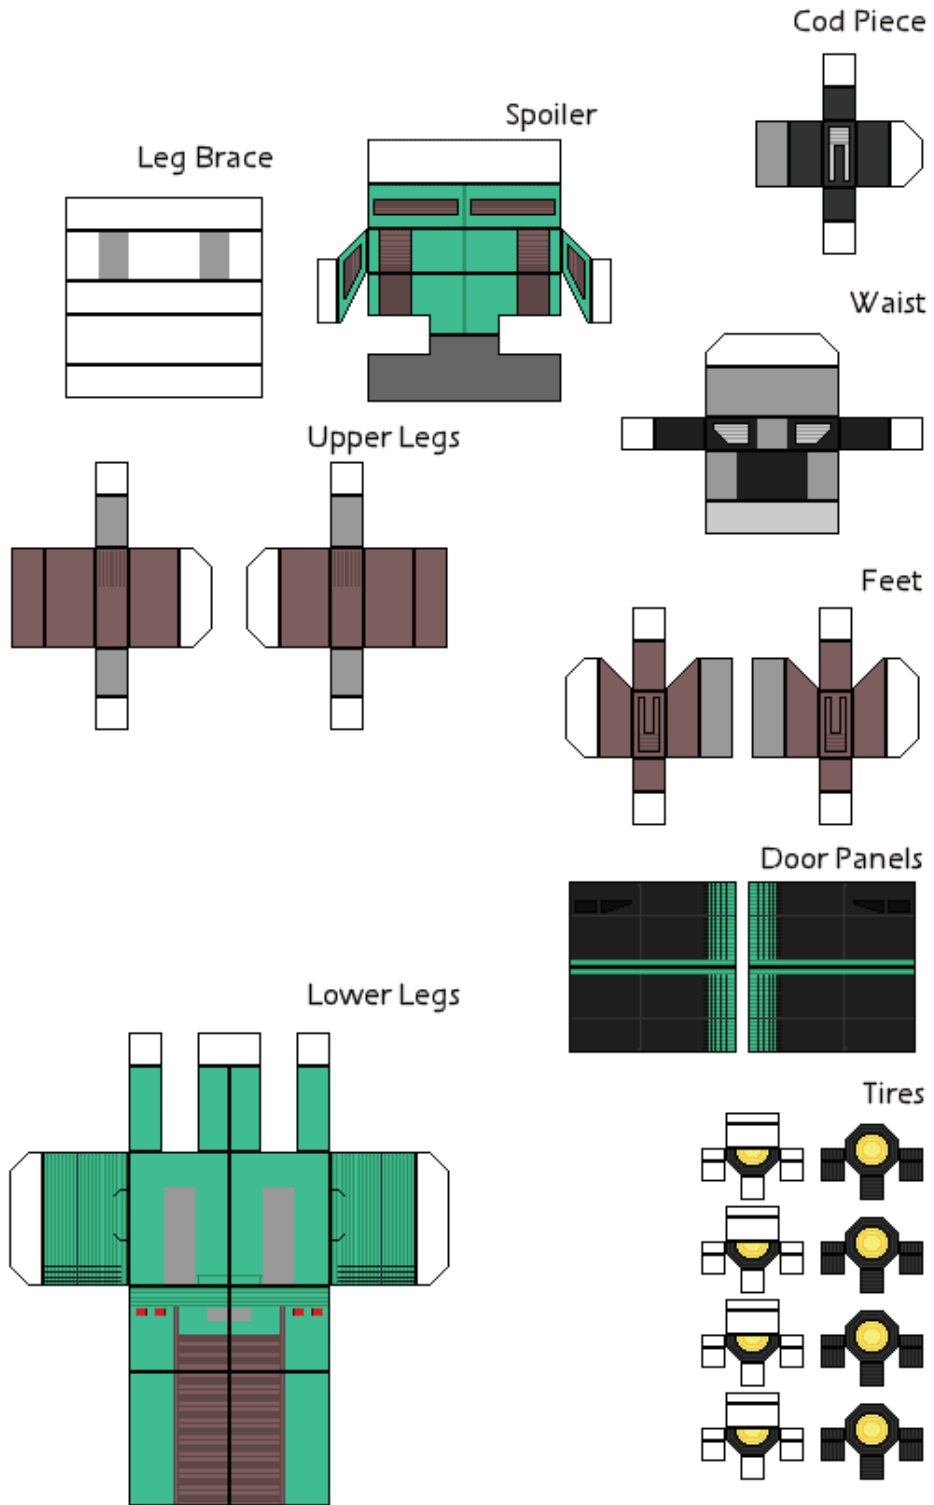 Cod Piece
Spoiler
Leg Brace
Waist
Upper Legs
Feet
Door Panels
Lower Legs
Tires